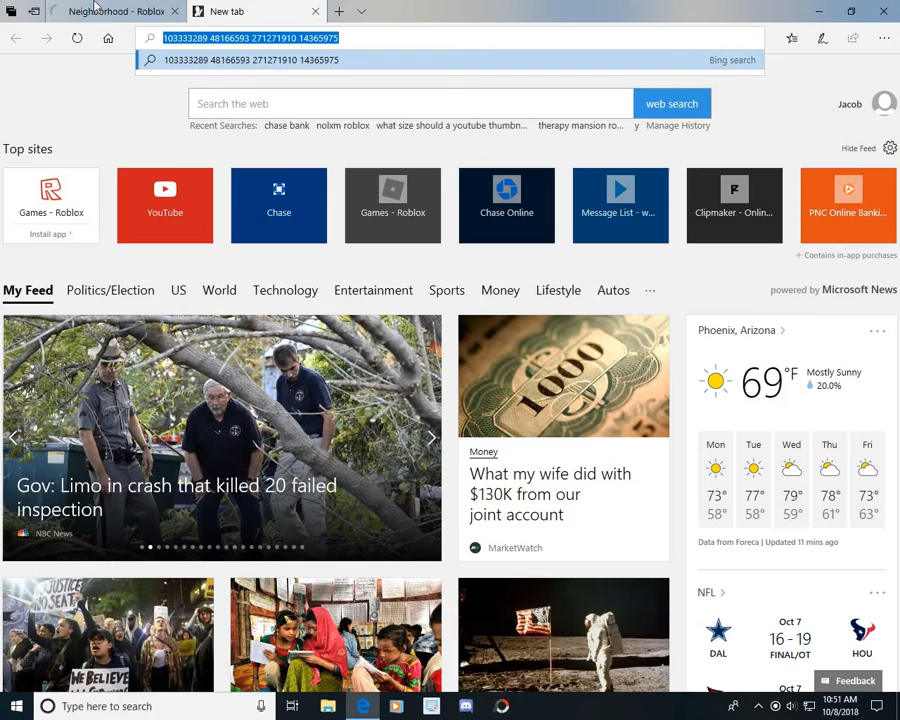 Neighborhood - Roblox
New tab
103333289 48166593 271271910 14365975
103333289 48166593 271271910 14365975
Bing search
Search the web
web search
Jacob
Recent Searches:
chase bank
nolxm roblox
what size should a youtube thumbn...
therapy mansion ro...
y
Manage History
Top sites
Hide Feed
Games - Roblox
Install app
YouTube
Chase
Games - Roblox
Chase Online
Message List - w...
Clipmaker - Onlin...
PNC Online Banki...
+ Contains in-app purchases
My Feed
Politics/Election
US
World
Technology
Entertainment
Sports
Money
Lifestyle
Autos
...
powered by Microsoft News
Gov: Limo in crash that killed 20 failed
inspection
NBC News
1000
Money
What my wife did with
$130K from our
joint account
MarketWatch
Phoenix, Arizona
69°F
Mostly Sunny
20.0%
Mon
Tue
Wed
Thu
Fri
73°
77°
79°
78°
73°
58°
58°
59°
61°
63°
Data from Foreca | Updated 11 mins ago
NFL
Oct 7
16 - 19
FINAL/OT
DAL
HOU
JUSTICE
NO SEAT
WE BELIEVE
Feedback
Type here to search
10:51 AM
10/8/2018